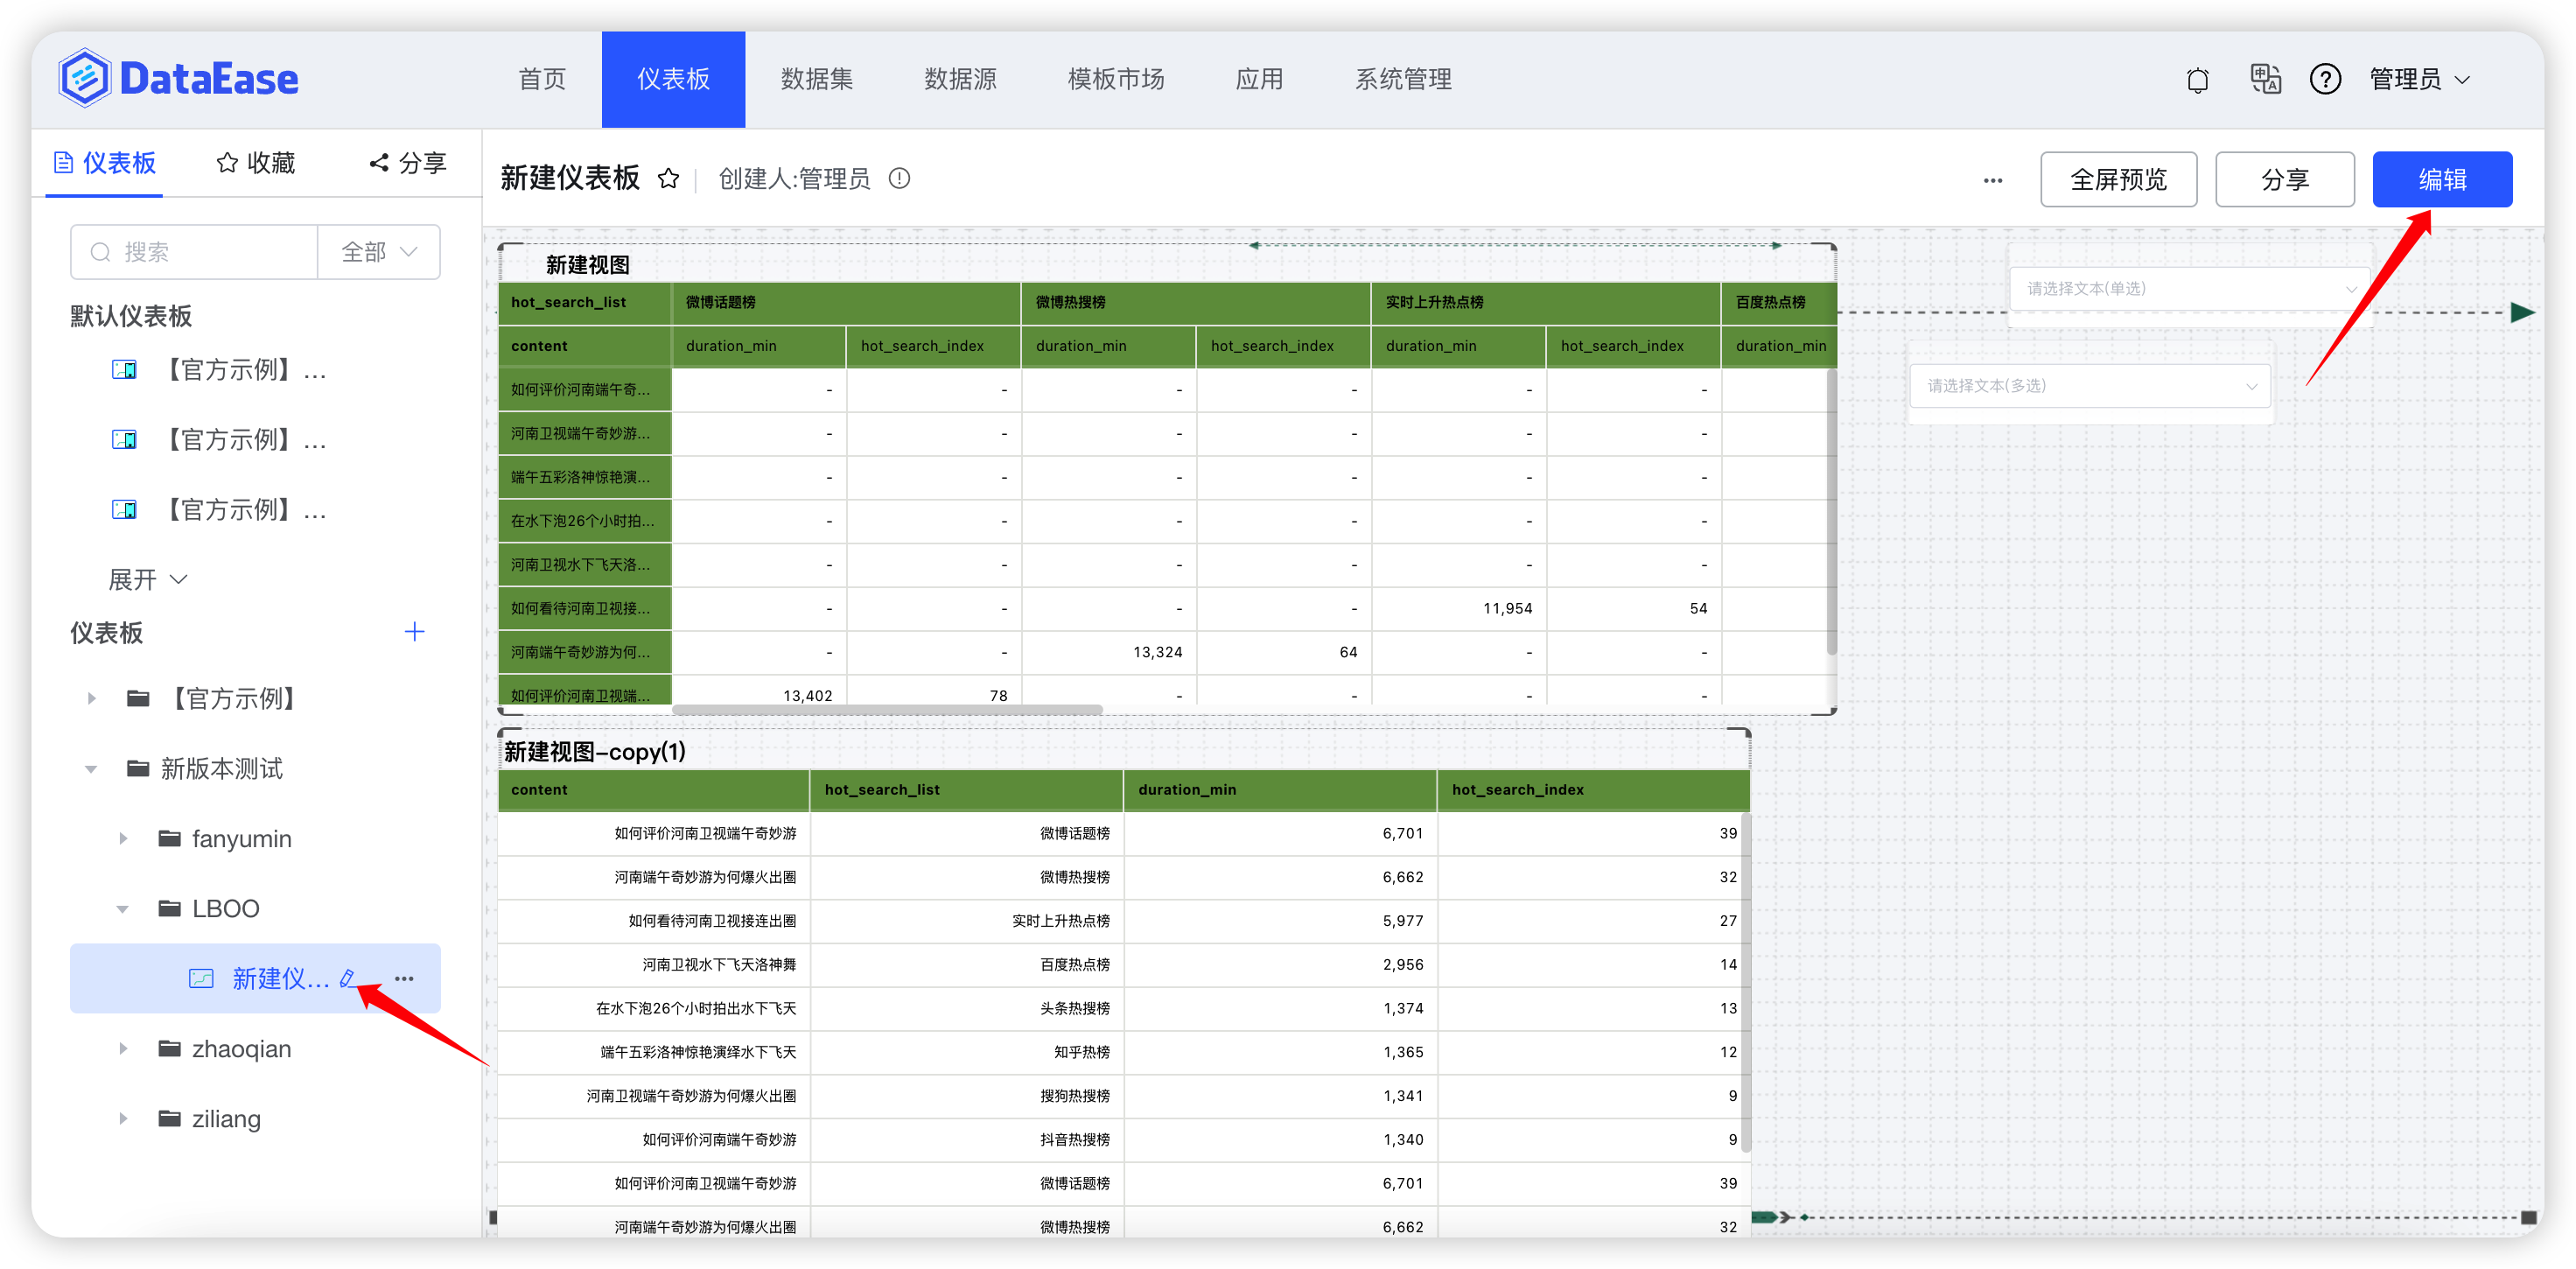 DataEase 首页 仪表板 数据集 数据源 模板市场 应用 系统管理 管理员
仪表板 收藏 分享
搜索 全部
默认仪表板
【官方示例】...
【官方示例】...
【官方示例】...
展开
仪表板
【官方示例】
新版本测试
fanyumin
LBOO
新建仪...
zhaoqian
ziliang
新建仪表板 创建人:管理员 全屏预览 分享 编辑
新建视图
hot_search_list 微博话题榜 微博热搜榜 实时上升热点榜 百度热点榜
content duration_min hot_search_index duration_min hot_search_index duration_min hot_search_index duration_min
如何评价河南端午奇... - - - - - -
河南卫视端午奇妙游... - - - - - -
端午五彩洛神惊艳演... - - - - - -
在水下泡26个小时拍... - - - - - -
河南卫视水下飞天洛... - - - - - -
如何看待河南卫视接... - - - - 11,954 54
河南端午奇妙游为何... - - 13,324 64 - -
如何评价河南卫视端... 13,402 78 - - - -
请选择文本(单选)
请选择文本(多选)
新建视图-copy(1)
content hot_search_list duration_min hot_search_index
如何评价河南卫视端午奇妙游 微博话题榜 6,701 39
河南端午奇妙游为何爆火出圈 微博热搜榜 6,662 32
如何看待河南卫视接连出圈 实时上升热点榜 5,977 27
河南卫视水下飞天洛神舞 百度热点榜 2,956 14
在水下泡26个小时拍出水下飞天 头条热搜榜 1,374 13
端午五彩洛神惊艳演绎水下飞天 知乎热榜 1,365 12
河南卫视端午奇妙游为何爆火出圈 搜狗热搜榜 1,341 9
如何评价河南端午奇妙游 抖音热搜榜 1,340 9
如何评价河南卫视端午奇妙游 微博话题榜 6,701 39
河南端午奇妙游为何爆火出圈 微博热搜榜 6,662 32